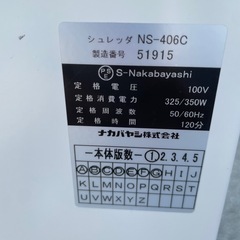 シュレッダ NS-406C
製造番号 51915
PSE S-Nakabayashi
定格電圧 100V
定格消費電力 325/350W
定格周波数 50/60Hz
定格時間 120分
ナカバヤシ株式会社
ー本体版数ー ①2.3.4.5
ⒶⒷⒸⒹⒺⒻⒼHIJ
KLMNOPQRST
UVWXYZ